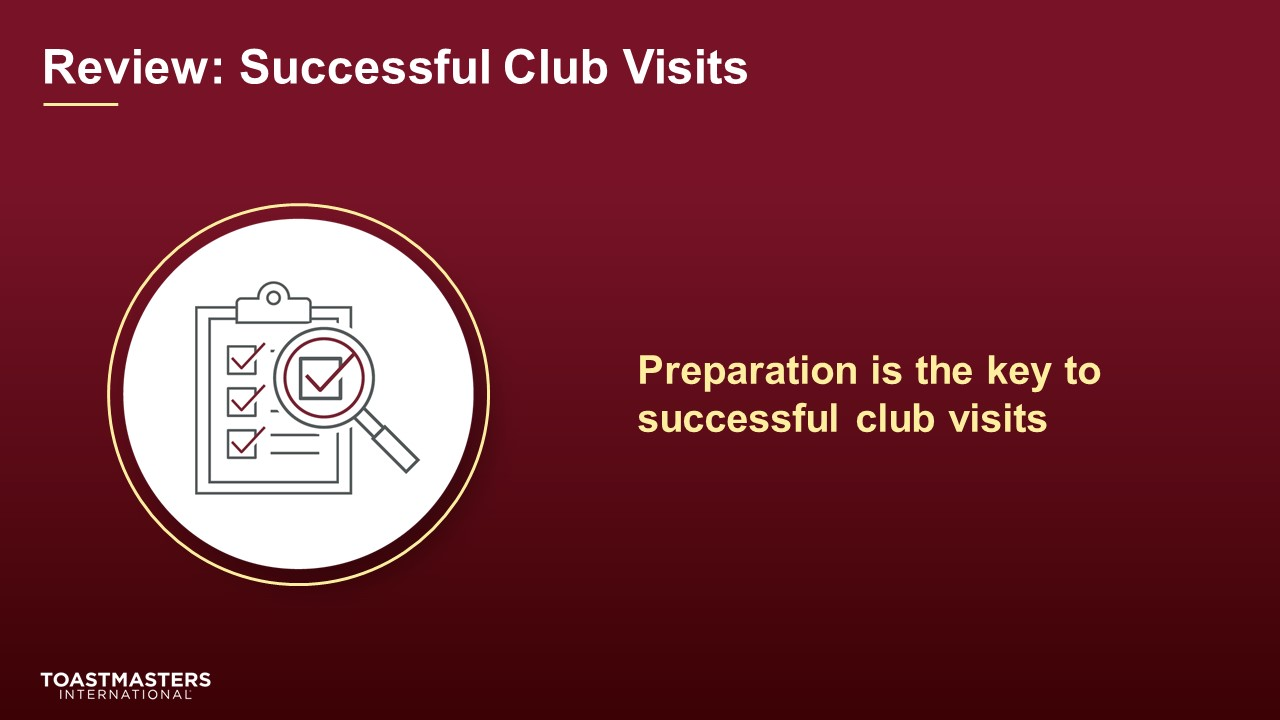 Review: Successful Club Visits
Preparation is the key to
successful club visits
TOASTMASTERS
INTERNATIONAL